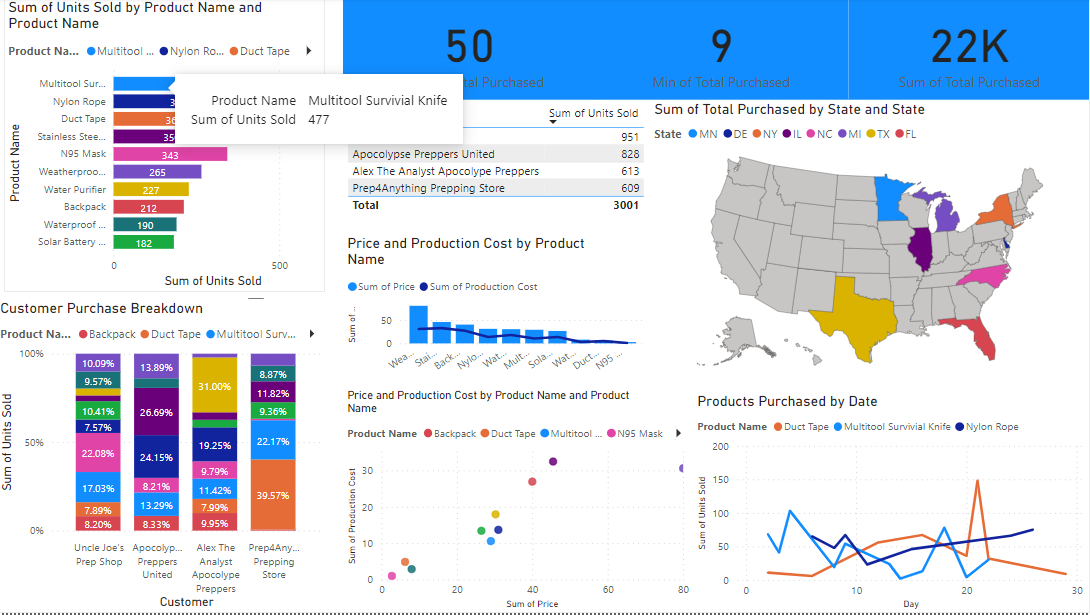 Sum of Units Sold by Product Name and
Product Name
Product Na... Multitool ... Nylon Ro... Duct Tape
Product Name
Multitool Sur...
Nylon Rope
Duct Tape
Stainless Stee...
N95 Mask
343
Weatherproo...
265
Water Purifier
227
Backpack
212
Waterproof ...
190
Solar Battery ...
182
0
500
Sum of Units Sold
Product Name Multitool Survivial Knife
Sum of Units Sold 477
50
Purchased
9
Min of Total Purchased
22K
Sum of Total Purchased
Sum of Units Sold
951
Apocolypse Preppers United 828
Alex The Analyst Apocolype Preppers 613
Prep4Anything Prepping Store 609
Total 3001
Sum of Total Purchased by State and State
State MN DE NY IL NC MI TX FL
Price and Production Cost by Product
Name
Sum of Price Sum of Production Cost
Sum of ...
50
0
Wea... Stai... Back... Nylo... Wat... Mult... Sola... Wat... Duct... N95 ...
Customer Purchase Breakdown
Product Na... Backpack Duct Tape Multitool Surv...
Sum of Units Sold
100%
50%
0%
10.09%
9.57%
10.41%
7.57%
22.08%
17.03%
7.89%
8.20%
13.89%
26.69%
24.15%
8.21%
13.29%
8.33%
31.00%
19.25%
9.79%
11.42%
7.99%
9.95%
8.87%
11.82%
9.36%
22.17%
39.57%
Uncle Joe's
Prep Shop
Apocolyp...
Preppers
United
Alex The
Analyst
Apocolype
Preppers
Prep4Any...
Prepping
Store
Customer
Price and Production Cost by Product Name and Product
Name
Product Name Backpack Duct Tape Multitool ... N95 Mask
Sum of Production Cost
30
20
10
0
0 20 40 60 80
Sum of Price
Products Purchased by Date
Product Name Duct Tape Multitool Survivial Knife Nylon Rope
Sum of Units Sold
200
150
100
50
0
0 10 20 30
Day